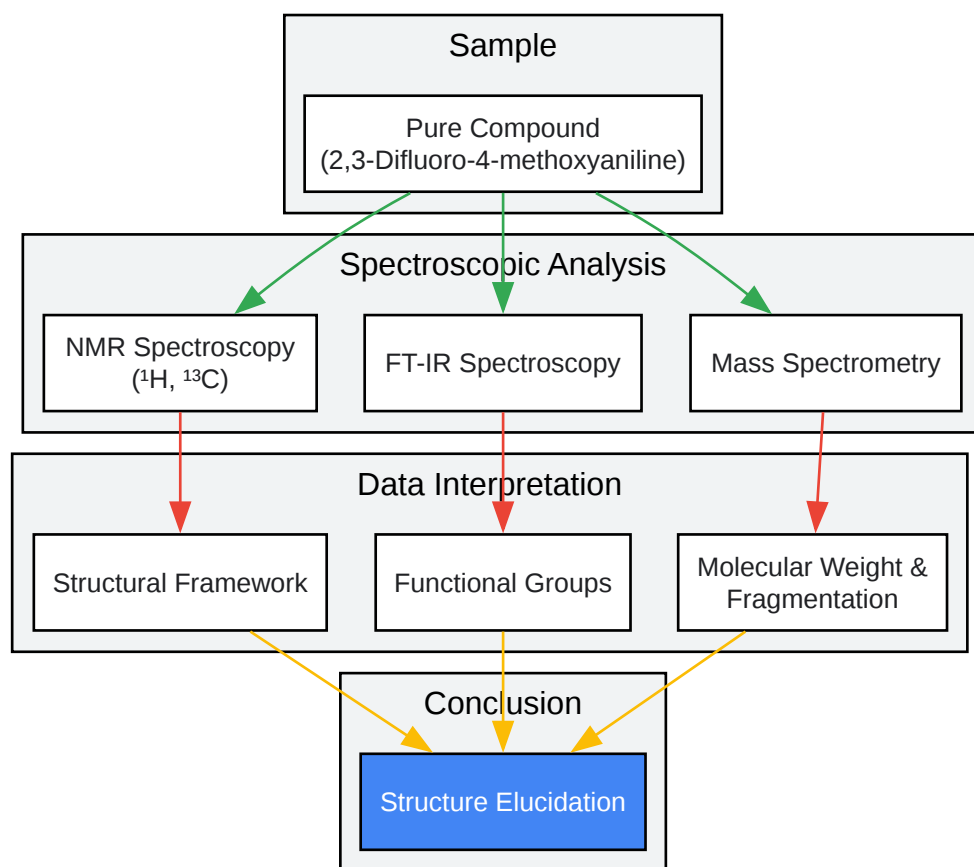 Sample
Pure Compound
(2,3-Difluoro-4-methoxyaniline)
Spectroscopic Analysis
NMR Spectroscopy
(¹H, ¹³C)
FT-IR Spectroscopy
Mass Spectrometry
Data Interpretation
Structural Framework
Functional Groups
Molecular Weight &
Fragmentation
Conclusion
Structure Elucidation